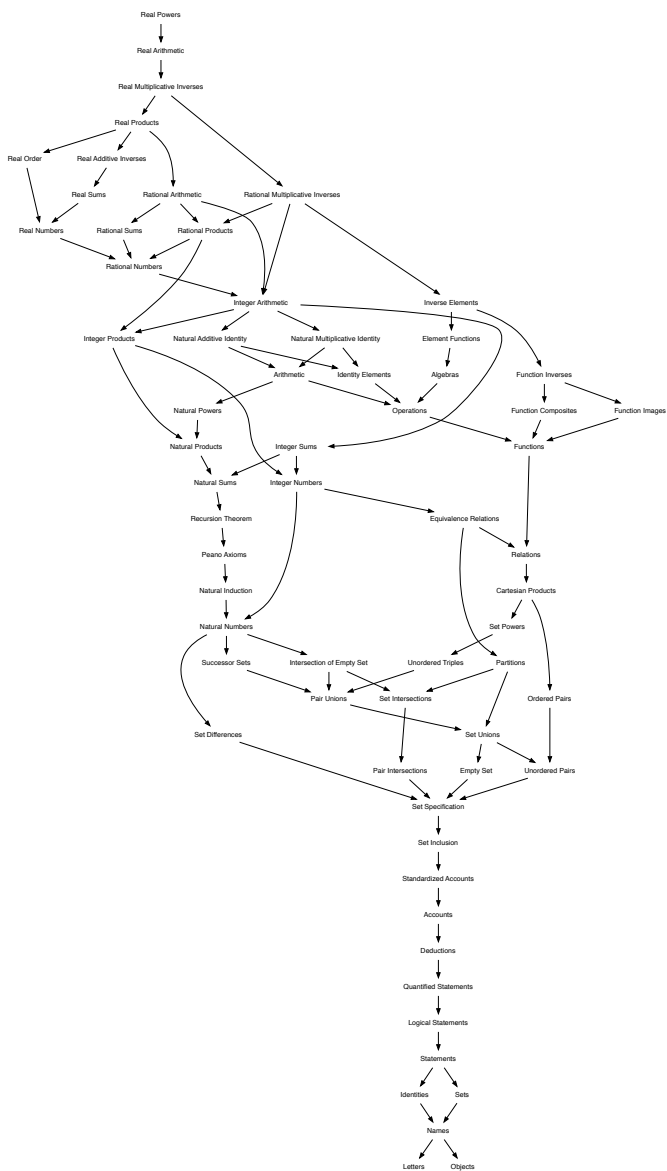 Real Powers
Real Arithmetic
Real Multiplicative Inverses
Real Products
Real Order
Real Additive Inverses
Real Sums
Rational Arithmetic
Rational Multiplicative Inverses
Real Numbers
Rational Sums
Rational Products
Rational Numbers
Integer Arithmetic
Inverse Elements
Integer Products
Natural Additive Identity
Natural Multiplicative Identity
Element Functions
Arithmetic
Identity Elements
Algebras
Function Inverses
Natural Powers
Operations
Function Composites
Function Images
Natural Products
Integer Sums
Functions
Natural Sums
Integer Numbers
Recursion Theorem
Equivalence Relations
Peano Axioms
Relations
Natural Induction
Cartesian Products
Natural Numbers
Set Powers
Successor Sets
Intersection of Empty Set
Unordered Triples
Partitions
Pair Unions
Set Intersections
Ordered Pairs
Set Differences
Set Unions
Pair Intersections
Empty Set
Unordered Pairs
Set Specification
Set Inclusion
Standardized Accounts
Accounts
Deductions
Quantified Statements
Logical Statements
Statements
Identities
Sets
Names
Letters
Objects